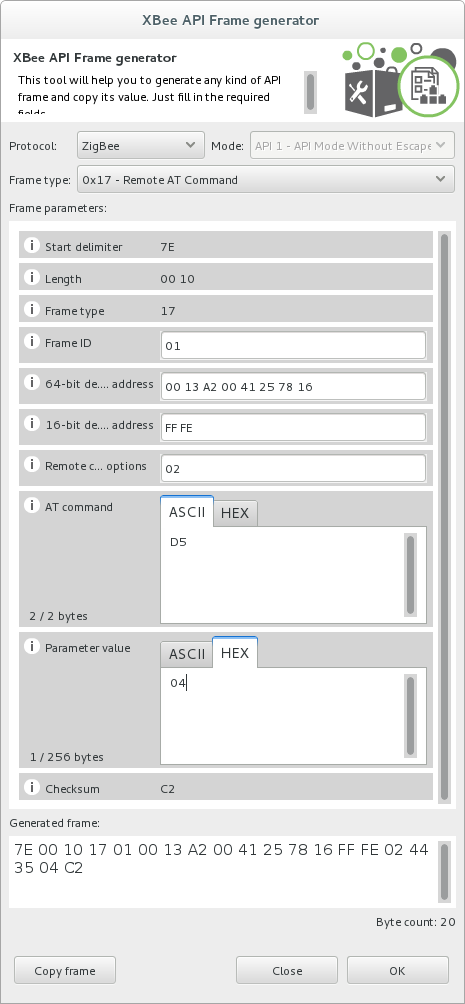 XBee API Frame generator
XBee API Frame generator
This tool will help you to generate any kind of API
frame and copy its value. Just fill in the required
fields
Protocol: ZigBee Mode: API 1 - API Mode Without Escape
Frame type: 0x17 - Remote AT Command
Frame parameters:
i Start delimiter 7E
i Length 00 10
i Frame type 17
i Frame ID 01
i 64-bit de.... address 00 13 A2 00 41 25 78 16
i 16-bit de.... address FF FE
i Remote c... options 02
i AT command ASCII HEX
D5
2 / 2 bytes
i Parameter value ASCII HEX
04
1 / 256 bytes
i Checksum C2
Generated frame:
7E 00 10 17 01 00 13 A2 00 41 25 78 16 FF FE 02 44
35 04 C2
Byte count: 20
Copy frame Close OK